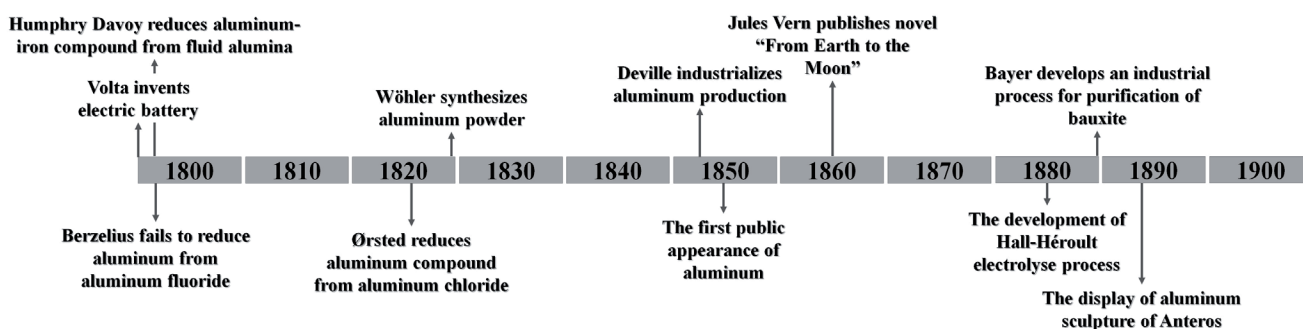 Humphry Davoy reduces aluminum-
iron compound from fluid alumina
Volta invents
electric battery
Wöhler synthesizes
aluminum powder
Deville industrializes
aluminum production
Jules Vern publishes novel
“From Earth to the
Moon”
Bayer develops an industrial
process for purification of
bauxite
1800 1810 1820 1830 1840 1850 1860 1870 1880 1890 1900
Berzelius fails to reduce
aluminum from
aluminum fluoride
Ørsted reduces
aluminum compound
from aluminum chloride
The first public
appearance of
aluminum
The development of
Hall-Héroult
electrolyse process
The display of aluminum
sculpture of Anteros